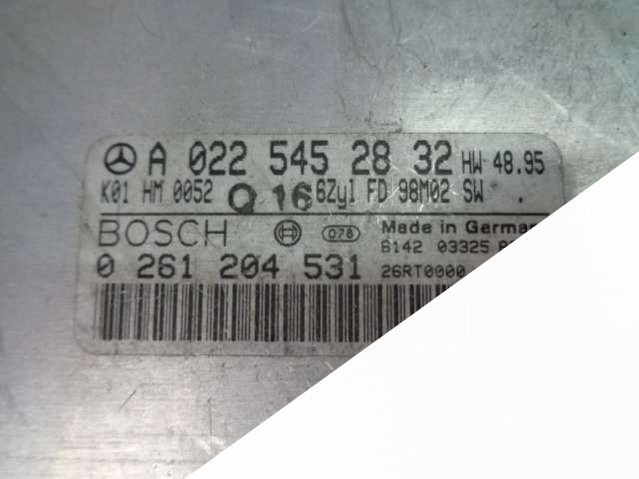 A 022 545 28 32 HW 48.95
K01 HM 0052 Q 16 6Zyl FD 98M02 SW .
BOSCH 078 Made in
6142 03325
0 261 204 531 26RT0000